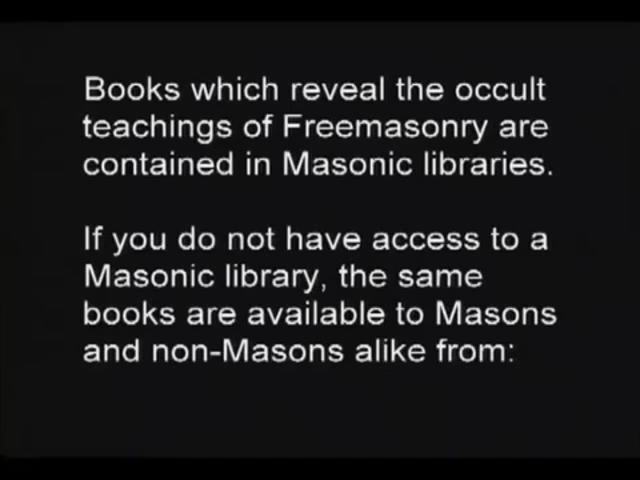 Books which reveal the occult
teachings of Freemasonry are
contained in Masonic libraries.
If you do not have access to a
Masonic library, the same
books are available to Masons
and non-Masons alike from: